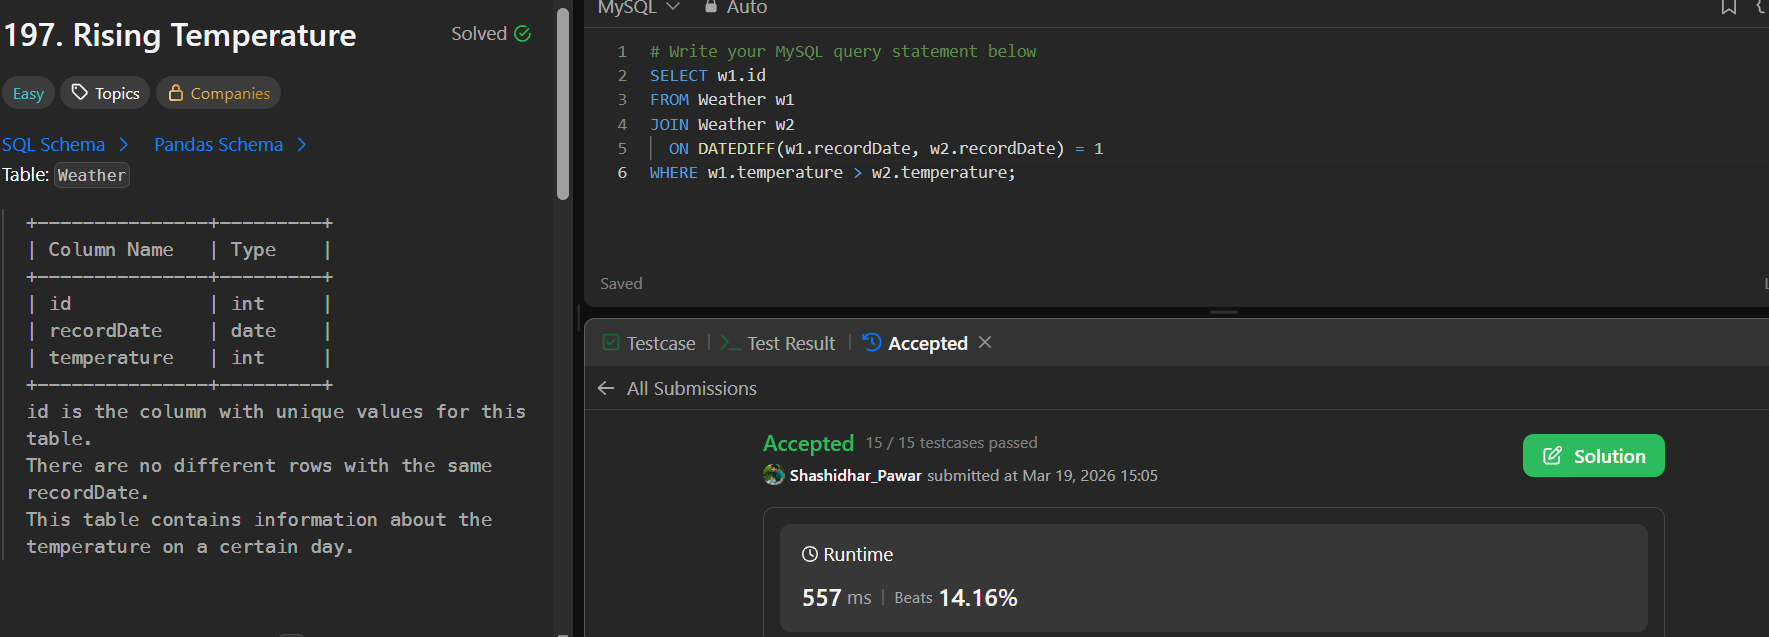 197. Rising Temperature
Solved
Easy
Topics
Companies
SQL Schema
Pandas Schema
Table: Weather
+---------------+---------+
| Column Name   | Type    |
+---------------+---------+
| id            | int     |
| recordDate    | date    |
| temperature   | int     |
+---------------+---------+
id is the column with unique values for this
table.
There are no different rows with the same
recordDate.
This table contains information about the
temperature on a certain day.
MySQL
Auto
1 # Write your MySQL query statement below
2 SELECT w1.id
3 FROM Weather w1
4 JOIN Weather w2
5   ON DATEDIFF(w1.recordDate, w2.recordDate) = 1
6 WHERE w1.temperature > w2.temperature;
Saved
Testcase
Test Result
Accepted
All Submissions
Accepted 15 / 15 testcases passed
Shashidhar_Pawar submitted at Mar 19, 2026 15:05
Solution
Runtime
557 ms | Beats 14.16%